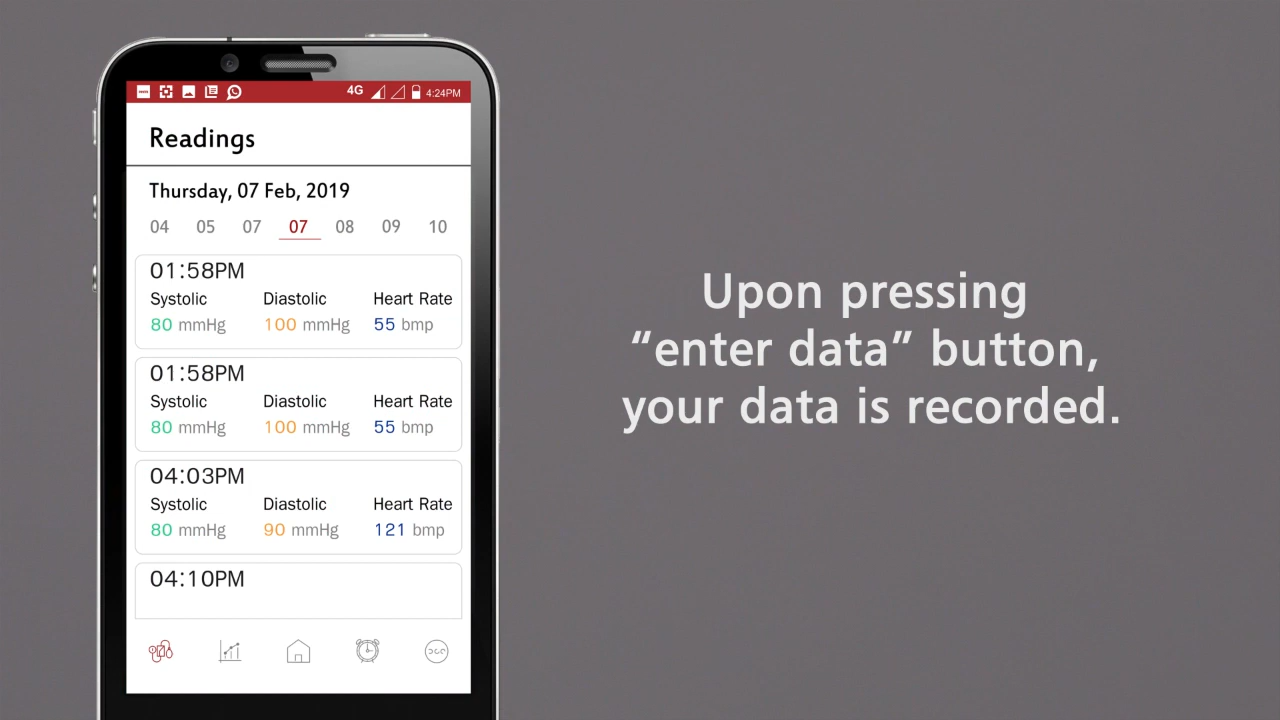 4G 4:24PM
Readings
Thursday, 07 Feb, 2019
04 05 07 07 08 09 10
01:58PM
Systolic Diastolic Heart Rate
80 mmHg 100 mmHg 55 bmp
01:58PM
Systolic Diastolic Heart Rate
80 mmHg 100 mmHg 55 bmp
04:03PM
Systolic Diastolic Heart Rate
80 mmHg 90 mmHg 121 bmp
04:10PM
Upon pressing
“enter data” button,
your data is recorded.